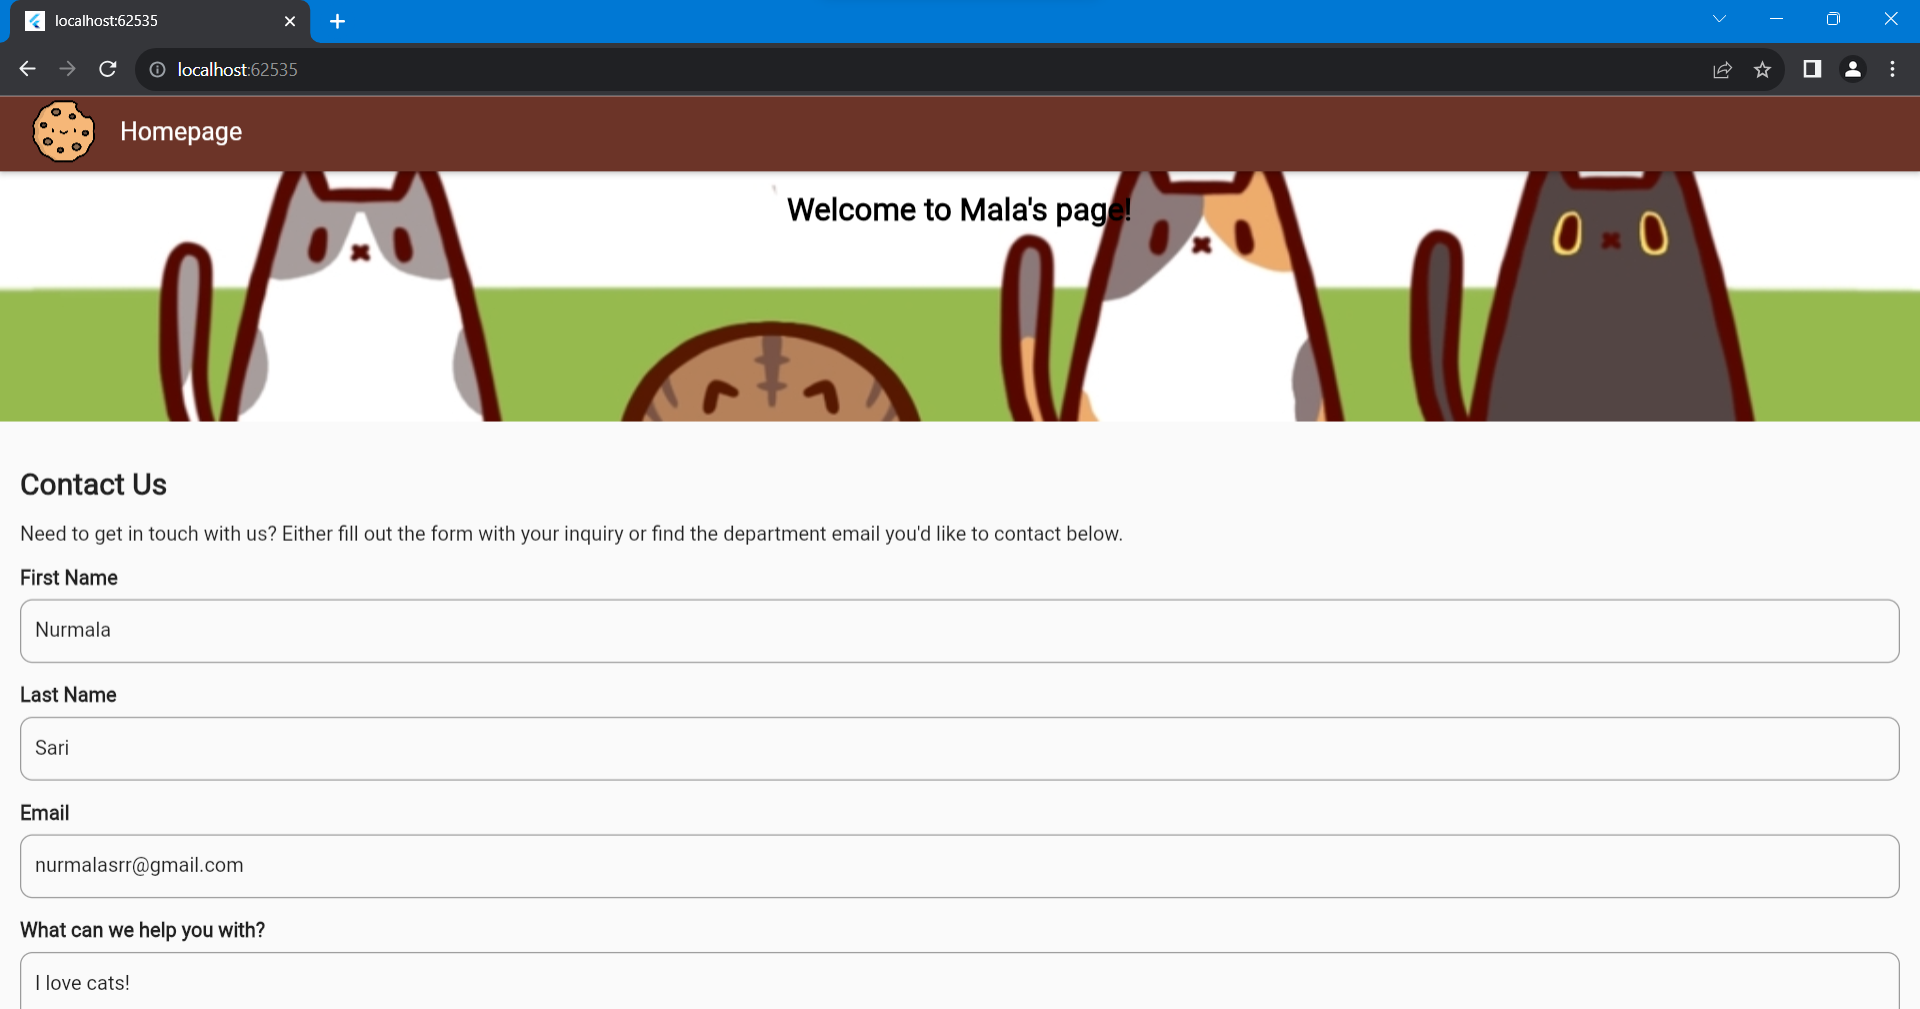 localhost:62535
localhost:62535
Homepage
Welcome to Mala's page!
Contact Us
Need to get in touch with us? Either fill out the form with your inquiry or find the department email you'd like to contact below.
First Name
Nurmala
Last Name
Sari
Email
nurmalasrr@gmail.com
What can we help you with?
I love cats!